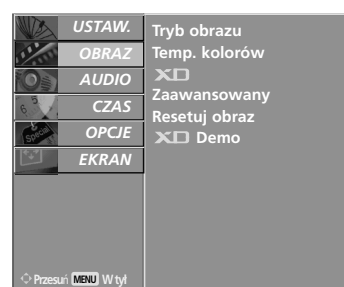 USTAW.
OBRAZ
AUDIO
CZAS
OPCJE
EKRAN
Tryb obrazu
Temp. kolorów
XD
Zaawansowany
Resetuj obraz
XD Demo
Przesuń MENU W tył